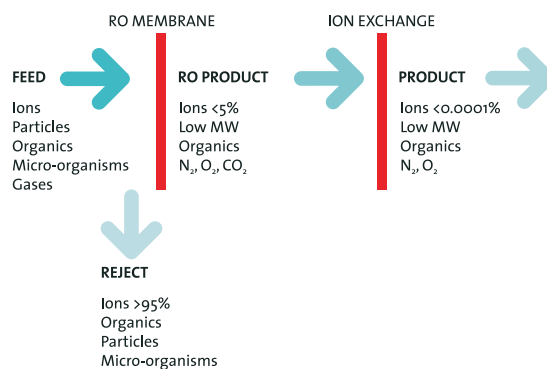 RO MEMBRANE
ION EXCHANGE
FEED
Ions
Particles
Organics
Micro-organisms
Gases
RO PRODUCT
Ions <5%
Low MW
Organics
N₂, O₂, CO₂
PRODUCT
Ions <0.0001%
Low MW
Organics
N₂, O₂
REJECT
Ions >95%
Organics
Particles
Micro-organisms